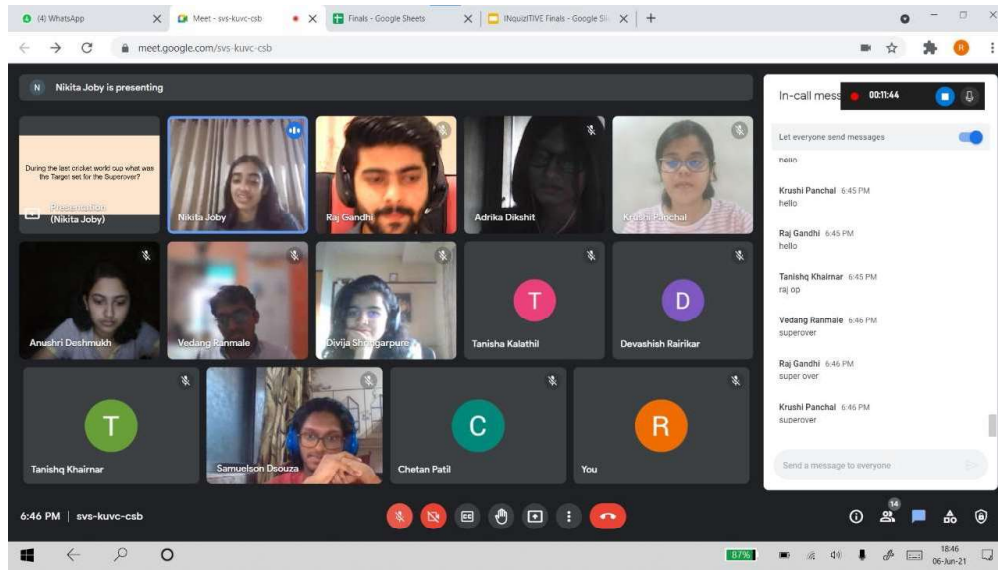 (4) WhatsApp
Meet - svs-kuvc-csb
Finals - Google Sheets
INquizITIVE Finals - Google Sli
meet.google.com/svs-kuvc-csb
R
N Nikita Joby is presenting
During the last cricket world cup what was
the Target set for the Superover?
Presentation
(Nikita Joby)
Nikita Joby
Raj Gandhi
Adrika Dikshit
Krushi Panchal
Anushri Deshmukh
Vedang Ranmale
Divija Shringarpure
T
Tanisha Kalathil
D
Devashish Rairikar
T
Tanishq Khairnar
Samuelson Dsouza
C
Chetan Patil
R
You
In-call mess
00:11:44
Let everyone send messages
hello
Krushi Panchal 6:45 PM
hello
Raj Gandhi 6:45 PM
hello
Tanishq Khairnar 6:45 PM
raj op
Vedang Ranmale 6:46 PM
superover
Raj Gandhi 6:46 PM
super over
Krushi Panchal 6:46 PM
superover
Send a message to everyone
6:46 PM | svs-kuvc-csb
CC
14
87%
18:46
06-Jun-21